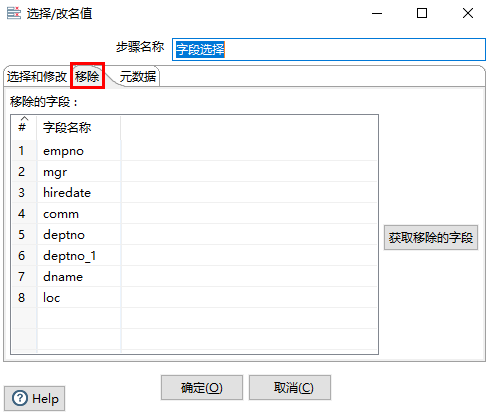 选择/改名值
步骤名称 字段选择
选择和修改 移除 元数据
移除的字段：
# 字段名称
1 empno
2 mgr
3 hiredate
4 comm
5 deptno
6 deptno_1
7 dname
8 loc
获取移除的字段
确定(O) 取消(C)
Help